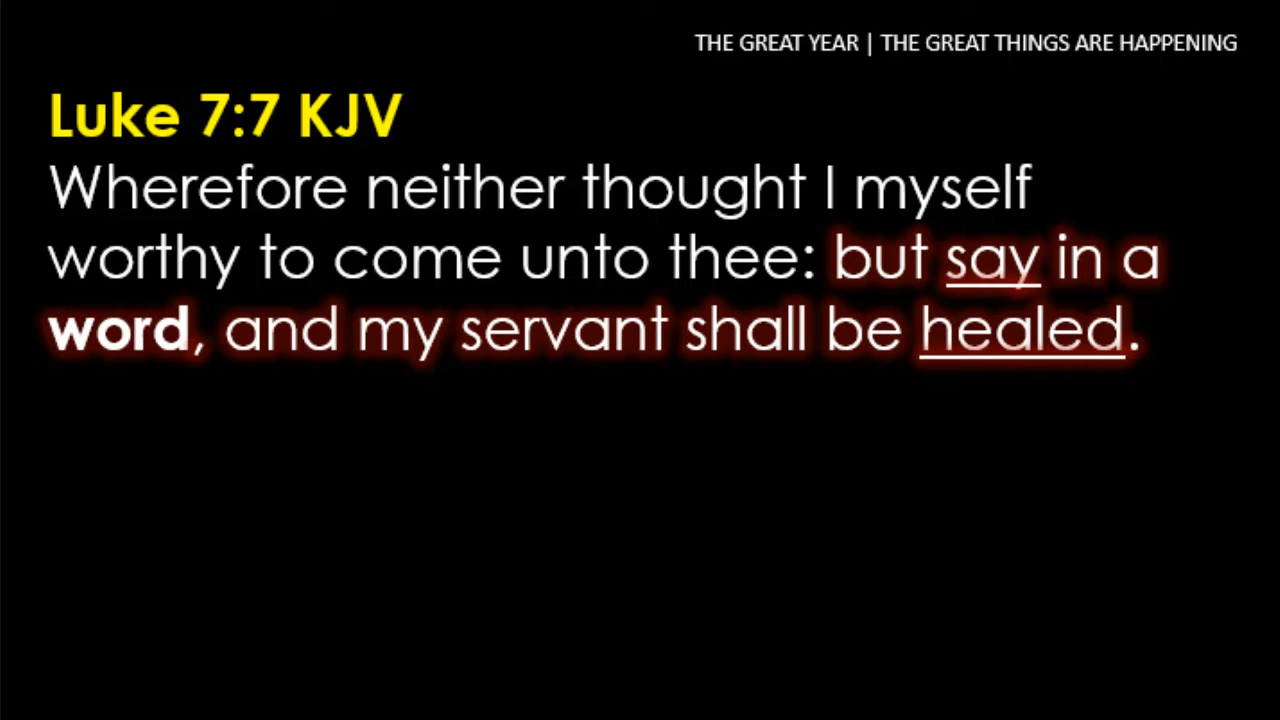 THE GREAT YEAR | THE GREAT THINGS ARE HAPPENING
Luke 7:7 KJV
Wherefore neither thought I myself
worthy to come unto thee: but say in a
word, and my servant shall be healed.